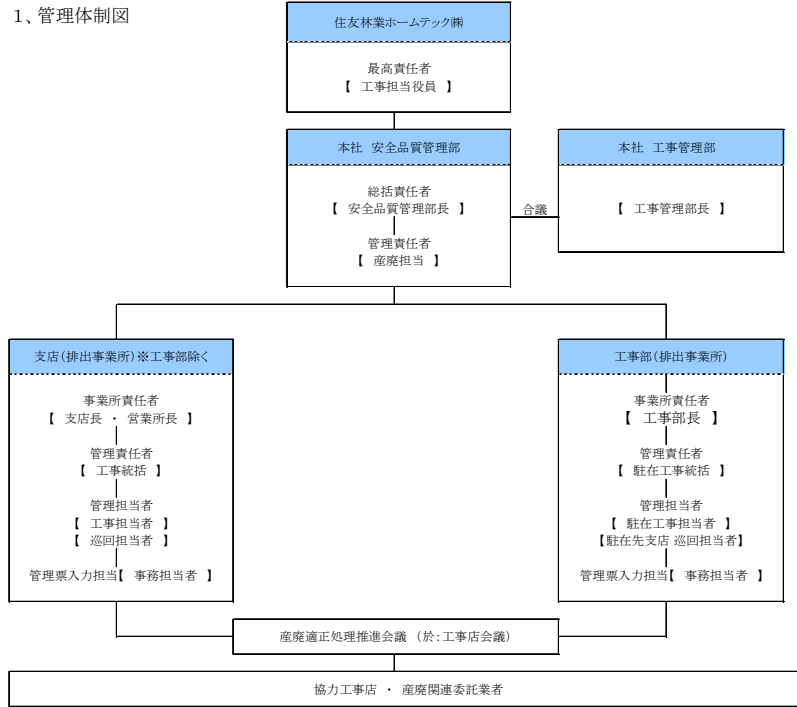 1、管理体制図
住友林業ホームテック㈱
最高責任者
【 工事担当役員 】
本社 安全品質管理部
総括責任者
【 安全品質管理部長 】
管理責任者
【 産廃担当 】
合議
本社 工事管理部
【 工事管理部長 】
支店（排出事業所）※工事部除く
事業所責任者
【 支店長 ・ 営業所長 】
管理責任者
【 工事統括 】
管理担当者
【 工事担当者 】
【 巡回担当者 】
管理票入力担当【 事務担当者 】
工事部（排出事業所）
事業所責任者
【 工事部長 】
管理責任者
【 駐在工事統括 】
管理担当者
【 駐在工事担当者 】
【駐在先支店 巡回担当者】
管理票入力担当【 事務担当者 】
産廃適正処理推進会議 （於：工事店会議）
協力工事店 ・ 産廃関連委託業者